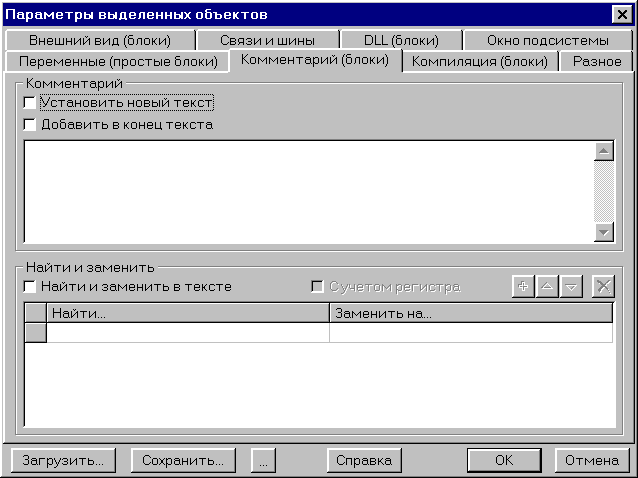 Параметры выделенных объектов
Внешний вид (блоки) Связи и шины DLL (блоки) Окно подсистемы
Переменные (простые блоки) Комментарий (блоки) Компиляция (блоки) Разное
Комментарий
Установить новый текст
Добавить в конец текста
Найти и заменить
Найти и заменить в тексте С учетом регистра
Найти... Заменить на...
Загрузить... Сохранить... ... Справка OK Отмена